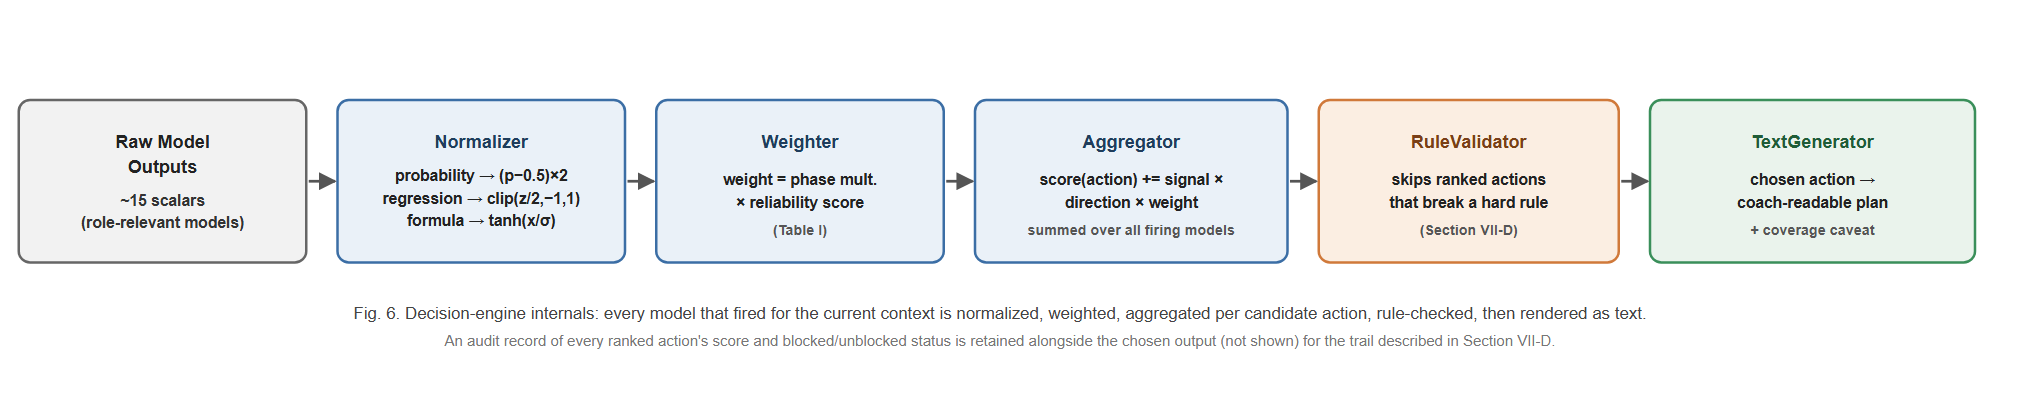 Raw Model
Outputs
~15 scalars
(role-relevant models)
Normalizer
probability → (p−0.5)×2
regression → clip(z/2,−1,1)
formula → tanh(x/σ)
Weighter
weight = phase mult.
× reliability score
(Table I)
Aggregator
score(action) += signal ×
direction × weight
summed over all firing models
RuleValidator
skips ranked actions
that break a hard rule
(Section VII-D)
TextGenerator
chosen action →
coach-readable plan
+ coverage caveat
Fig. 6. Decision-engine internals: every model that fired for the current context is normalized, weighted, aggregated per candidate action, rule-checked, then rendered as text.
An audit record of every ranked action's score and blocked/unblocked status is retained alongside the chosen output (not shown) for the trail described in Section VII-D.